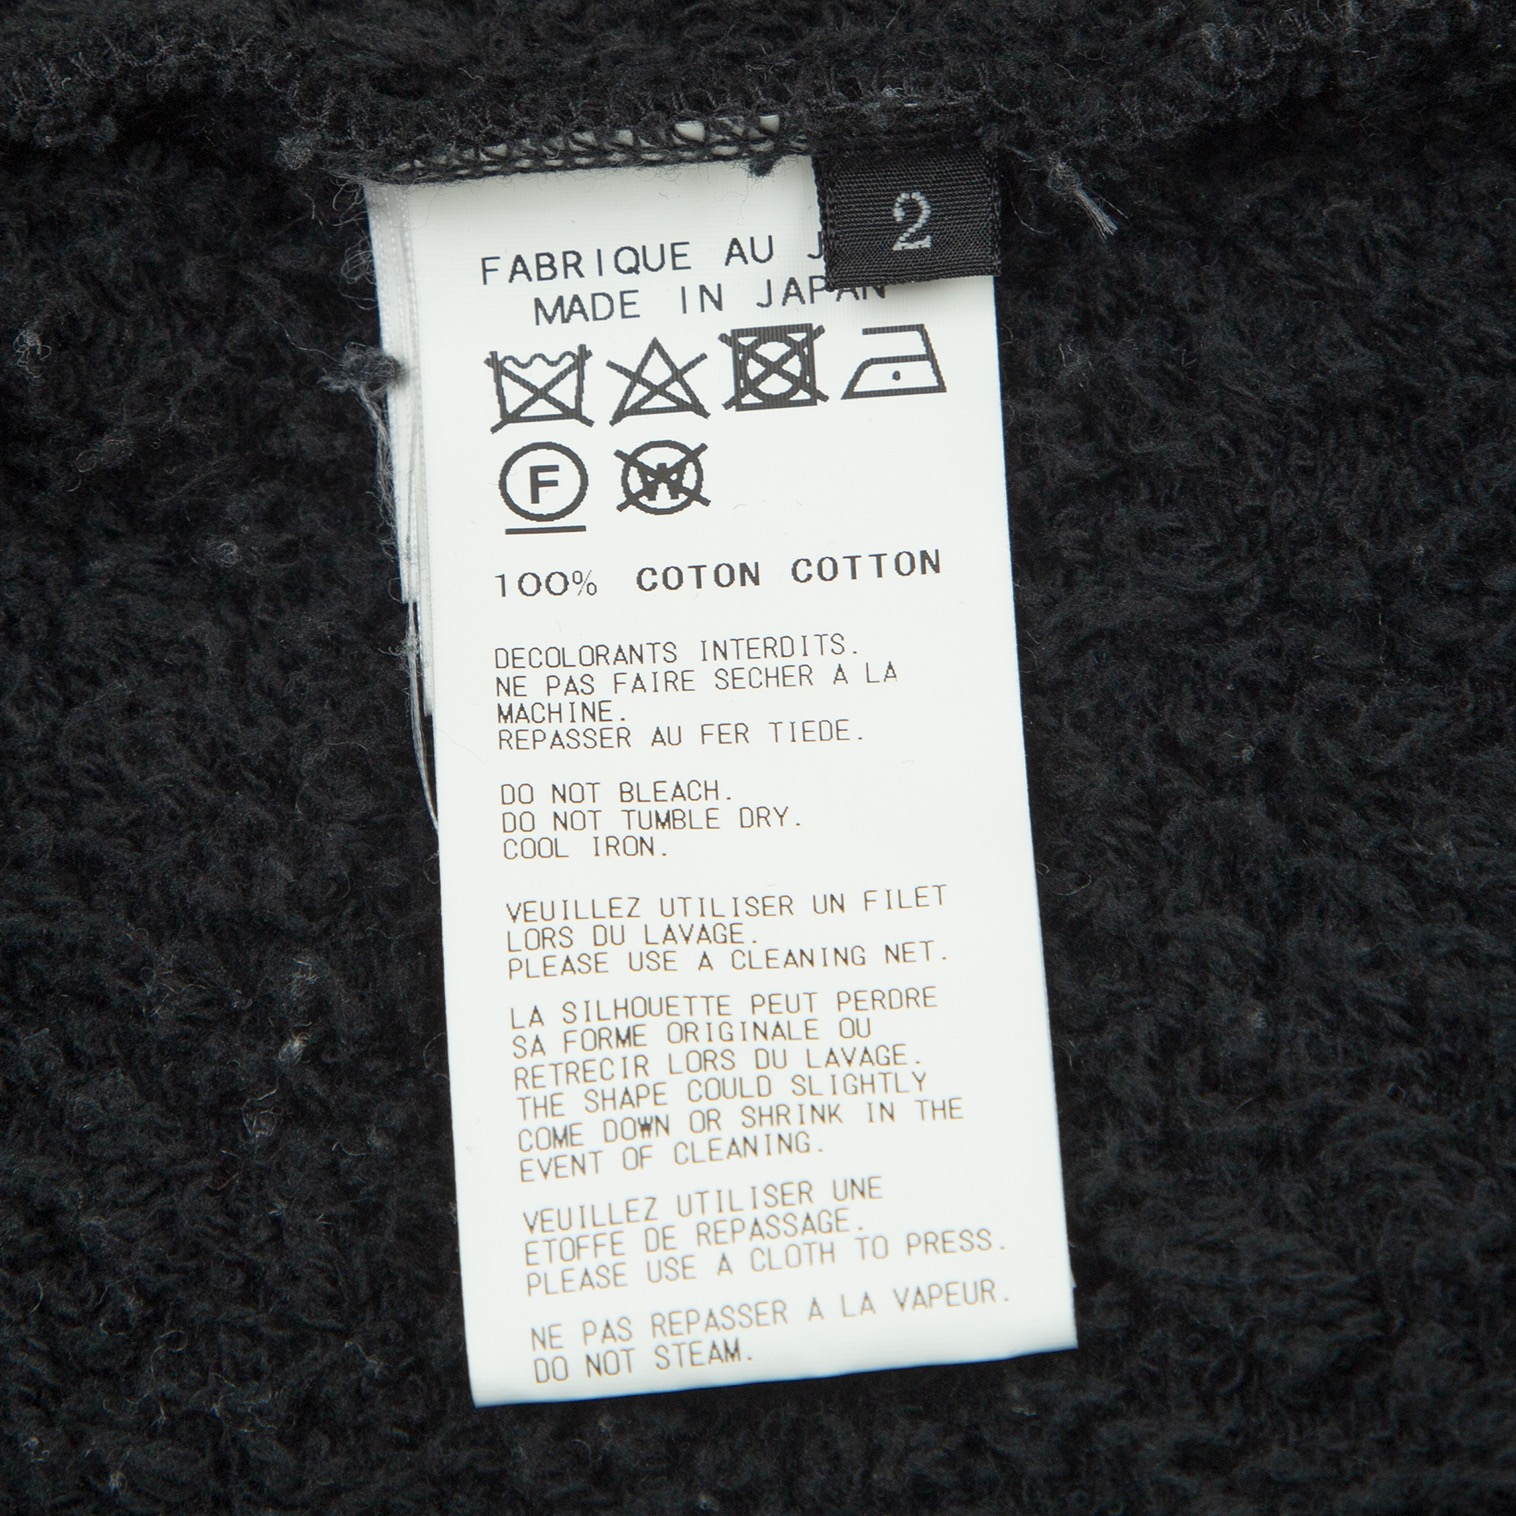 2
FABRIQUE AU
MADE IN JAPAN
F
W
100% COTON COTTON
DECOLORANTS INTERDITS.
NE PAS FAIRE SECHER A LA
MACHINE.
REPASSER AU FER TIEDE.
DO NOT BLEACH.
DO NOT TUMBLE DRY.
COOL IRON.
VEUILLEZ UTILISER UN FILET
LORS DU LAVAGE.
PLEASE USE A CLEANING NET.
LA SILHOUETTE PEUT PERDRE
SA FORME ORIGINALE OU
RETRECIR LORS DU LAVAGE.
THE SHAPE COULD SLIGHTLY
COME DOWN OR SHRINK IN THE
EVENT OF CLEANING.
VEUILLEZ UTILISER UNE
ETOFFE DE REPASSAGE.
PLEASE USE A CLOTH TO PRESS.
NE PAS REPASSER A LA VAPEUR.
DO NOT STEAM.